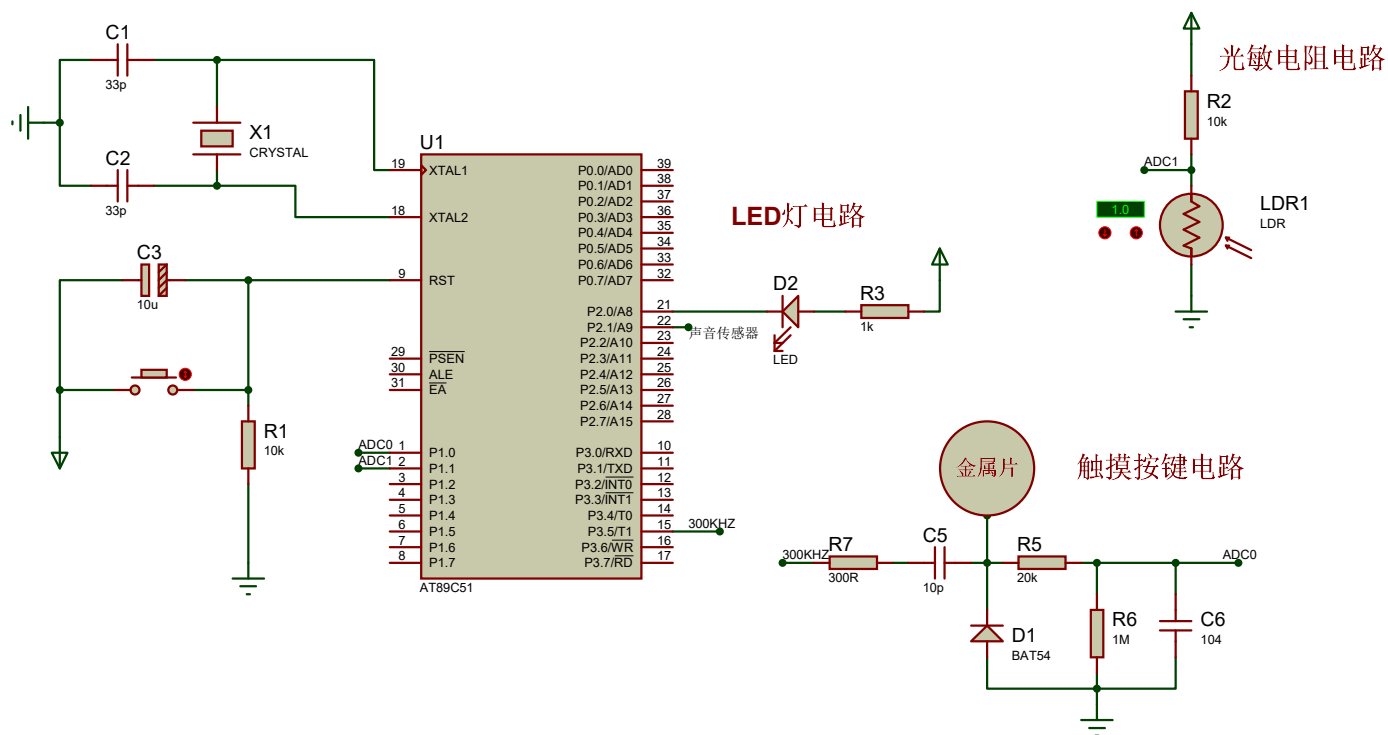 C1
33p
C2
33p
X1
CRYSTAL
C3
10u
R1
10k
U1
19 XTAL1
18 XTAL2
9 RST
29 PSEN
30 ALE
31 EA
ADC0 1 P1.0
ADC1 2 P1.1
3 P1.2
4 P1.3
5 P1.4
6 P1.5
7 P1.6
8 P1.7
P0.0/AD0 39
P0.1/AD1 38
P0.2/AD2 37
P0.3/AD3 36
P0.4/AD4 35
P0.5/AD5 34
P0.6/AD6 33
P0.7/AD7 32
P2.0/A8 21
P2.1/A9 22 声音传感器
P2.2/A10 23
P2.3/A11 24
P2.4/A12 25
P2.5/A13 26
P2.6/A14 27
P2.7/A15 28
P3.0/RXD 10
P3.1/TXD 11
P3.2/INT0 12
P3.3/INT1 13
P3.4/T0 14
P3.5/T1 15 300KHZ
P3.6/WR 16
P3.7/RD 17
AT89C51
LED灯电路
D2
LED
R3
1k
光敏电阻电路
R2
10k
ADC1
1.0
LDR1
LDR
触摸按键电路
金属片
300KHZ
R7
300R
C5
10p
R5
20k
ADC0
D1
BAT54
R6
1M
C6
104